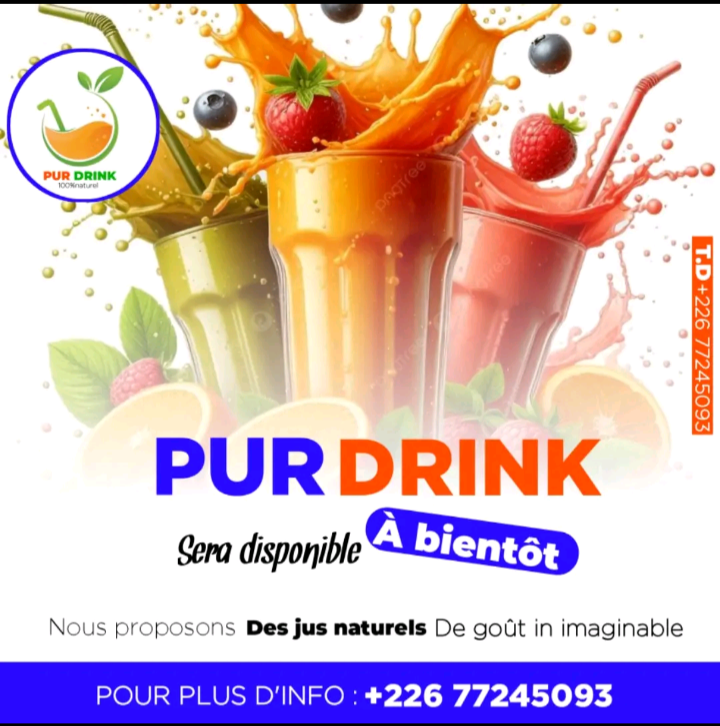 PUR DRINK
100%naturel
T.D +226 77245093
PUR DRINK
Sera disponible À bientôt
Nous proposons Des jus naturels De goût in imaginable
POUR PLUS D'INFO : +226 77245093